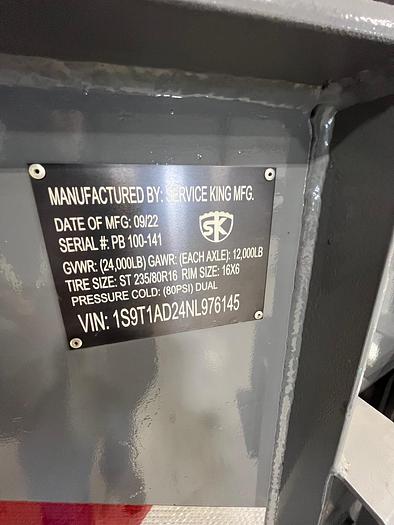 MANUFACTURED BY: SERVICE KING MFG.
DATE OF MFG: 09/22
SERIAL #: PB 100-141
SK
GVWR: (24,000LB) GAWR: (EACH AXLE): 12,000LB
TIRE SIZE: ST 235/80R16 RIM SIZE: 16X6
PRESSURE COLD: (80PSI) DUAL
VIN: 1S9T1AD24NL976145